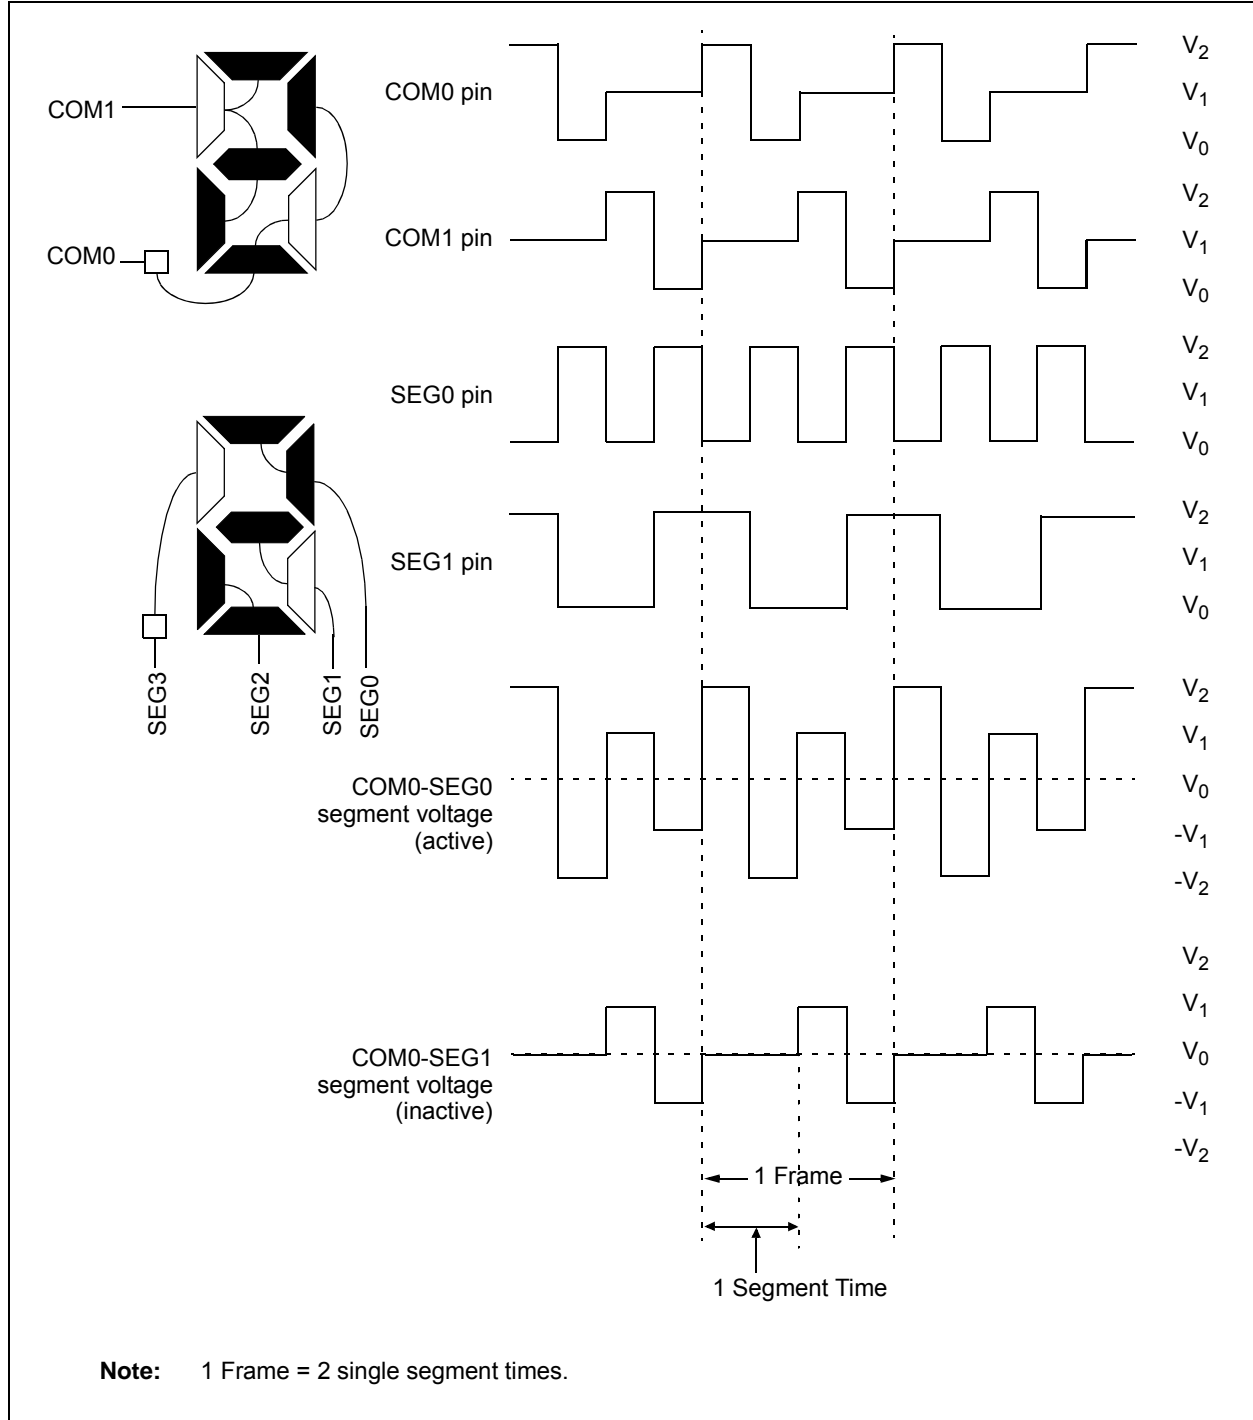 COM1
COM0
COM0 pin
V2
V1
V0
COM1 pin
V2
V1
V0
SEG0 pin
V2
V1
V0
SEG1 pin
V2
V1
V0
SEG3
SEG2
SEG1
SEG0
COM0-SEG0
segment voltage
(active)
V2
V1
V0
-V1
-V2
COM0-SEG1
segment voltage
(inactive)
V2
V1
V0
-V1
-V2
1 Frame
1 Segment Time
Note: 1 Frame = 2 single segment times.